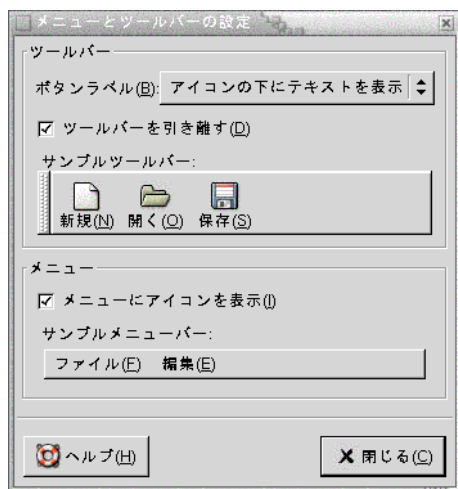 メニューとツールバーの設定
ツールバー
ボタンラベル(B): アイコンの下にテキストを表示
ツールバーを引き離す(D)
サンプルツールバー:
新規(N) 開く(O) 保存(S)
メニュー
メニューにアイコンを表示(I)
サンプルメニューバー:
ファイル(F) 編集(E)
ヘルプ(H) 閉じる(C)